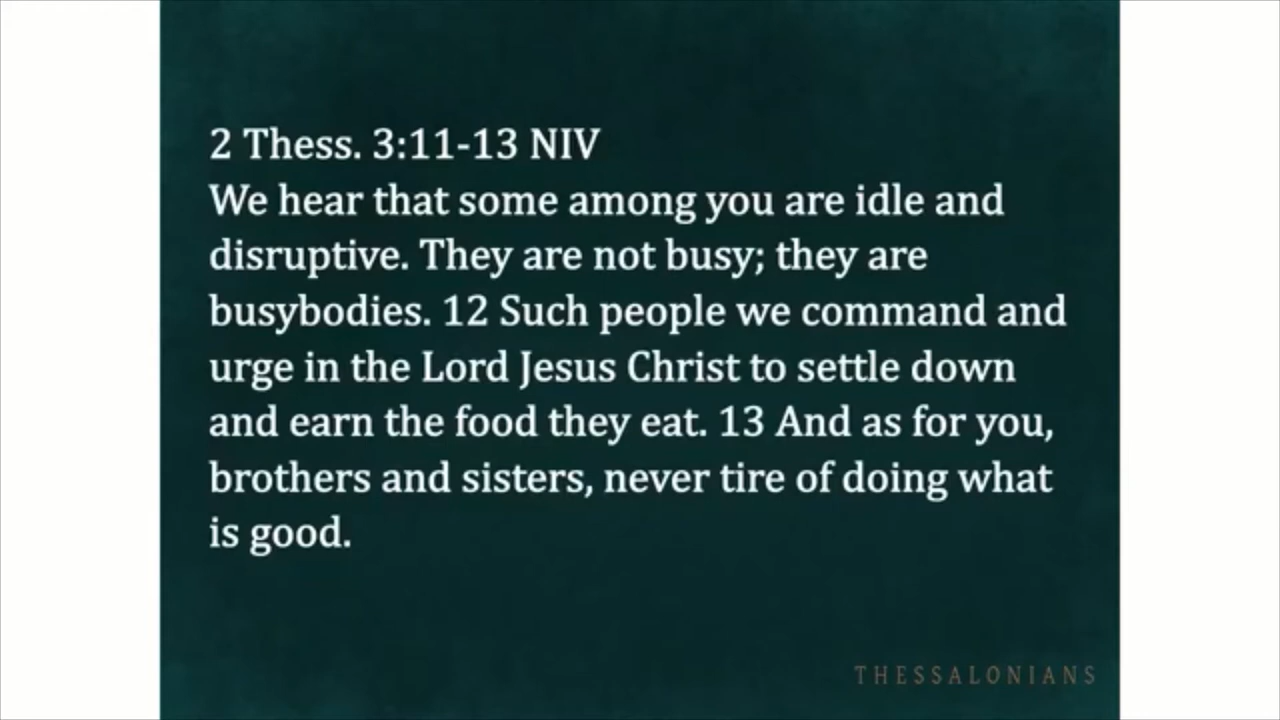 2 Thess. 3:11-13 NIV
We hear that some among you are idle and
disruptive. They are not busy; they are
busybodies. 12 Such people we command and
urge in the Lord Jesus Christ to settle down
and earn the food they eat. 13 And as for you,
brothers and sisters, never tire of doing what
is good.
THESSALONIANS